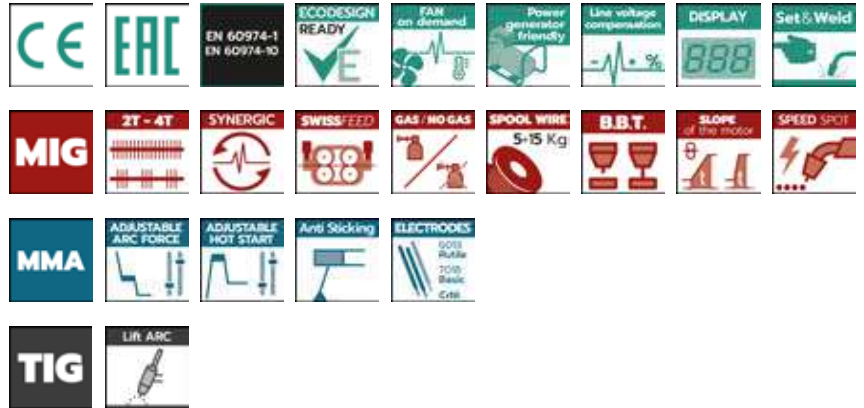 CE
EAC
EN 60974-1
EN 60974-10
ECODESIGN
READY
E
FAN
on demand
Power
generator
friendly
Line voltage
compensation
- + %
DISPLAY
888
Set&Weld
MIG
2T - 4T
SYNERGIC
SWISSFEED
GAS / NO GAS
SPOOL WIRE
5-15 Kg
B.B.T.
SLOPE
of the motor
SPEED SPOT
MMA
ADJUSTABLE
ARC FORCE
ADJUSTABLE
HOT START
Anti Sticking
ELECTRODES
6013
Rutile
7018
Basic
CrNi
TIG
Lift ARC